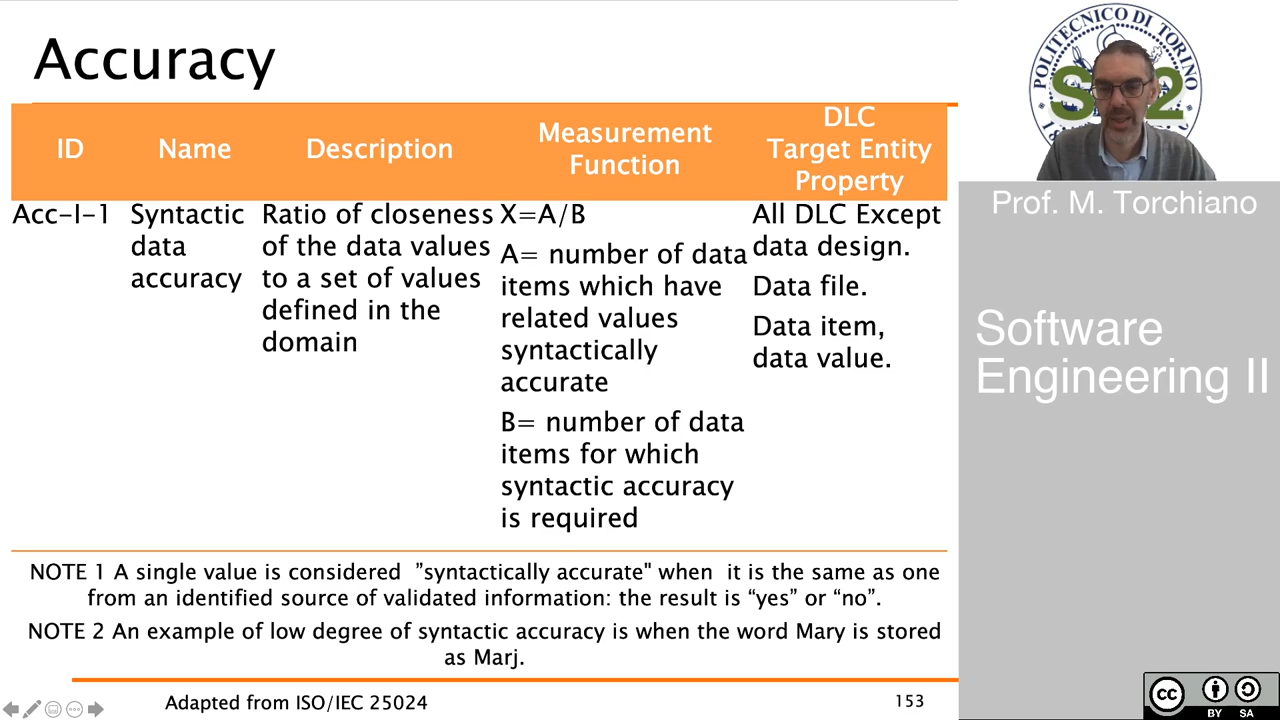 Accuracy
ID
Name
Description
Measurement
Function
DLC
Target Entity
Property
Acc-I-1
Syntactic
data
accuracy
Ratio of closeness
of the data values
to a set of values
defined in the
domain
X=A/B
A= number of data
items which have
related values
syntactically
accurate
B= number of data
items for which
syntactic accuracy
is required
All DLC Except
data design.
Data file.
Data item,
data value.
NOTE 1 A single value is considered ”syntactically accurate" when it is the same as one
from an identified source of validated information: the result is “yes” or “no”.
NOTE 2 An example of low degree of syntactic accuracy is when the word Mary is stored
as Marj.
Adapted from ISO/IEC 25024
153
POLITECNICO DI TORINO
Prof. M. Torchiano
Software
Engineering II
cc
BY SA